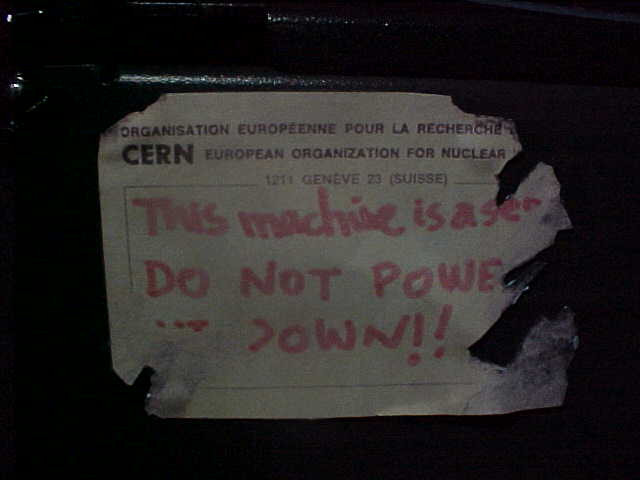 ORGANISATION EUROPÉENNE POUR LA RECHERCHE
CERN EUROPEAN ORGANIZATION FOR NUCLEAR
1211 GENÈVE 23 (SUISSE)
This machine is a ser
DO NOT POWE
DOWN!!